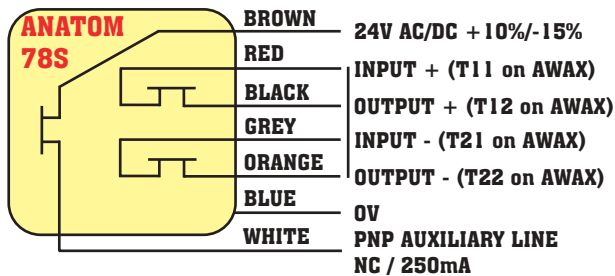 ANATOM
78S
BROWN 24V AC/DC +10%/-15%
RED INPUT + (T11 on AWAX)
BLACK OUTPUT + (T12 on AWAX)
GREY INPUT - (T21 on AWAX)
ORANGE OUTPUT - (T22 on AWAX)
BLUE 0V
WHITE PNP AUXILIARY LINE
NC / 250mA